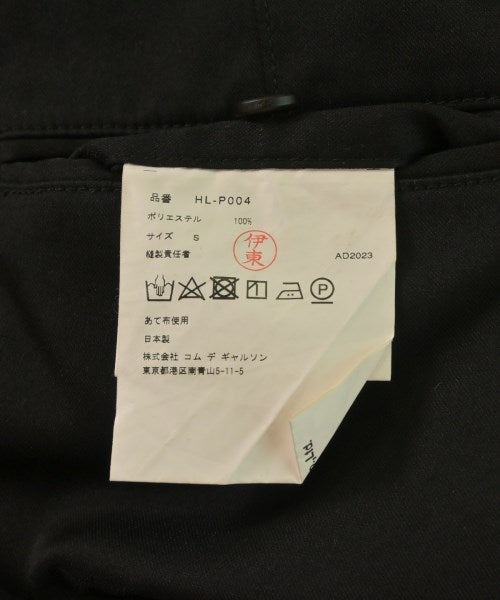 品番 HL-P004
ポリエステル 100%
サイズ S
縫製責任者 伊東 AD2023
P
あて布使用
日本製
株式会社 コム デ ギャルソン
東京都港区南青山5-11-5